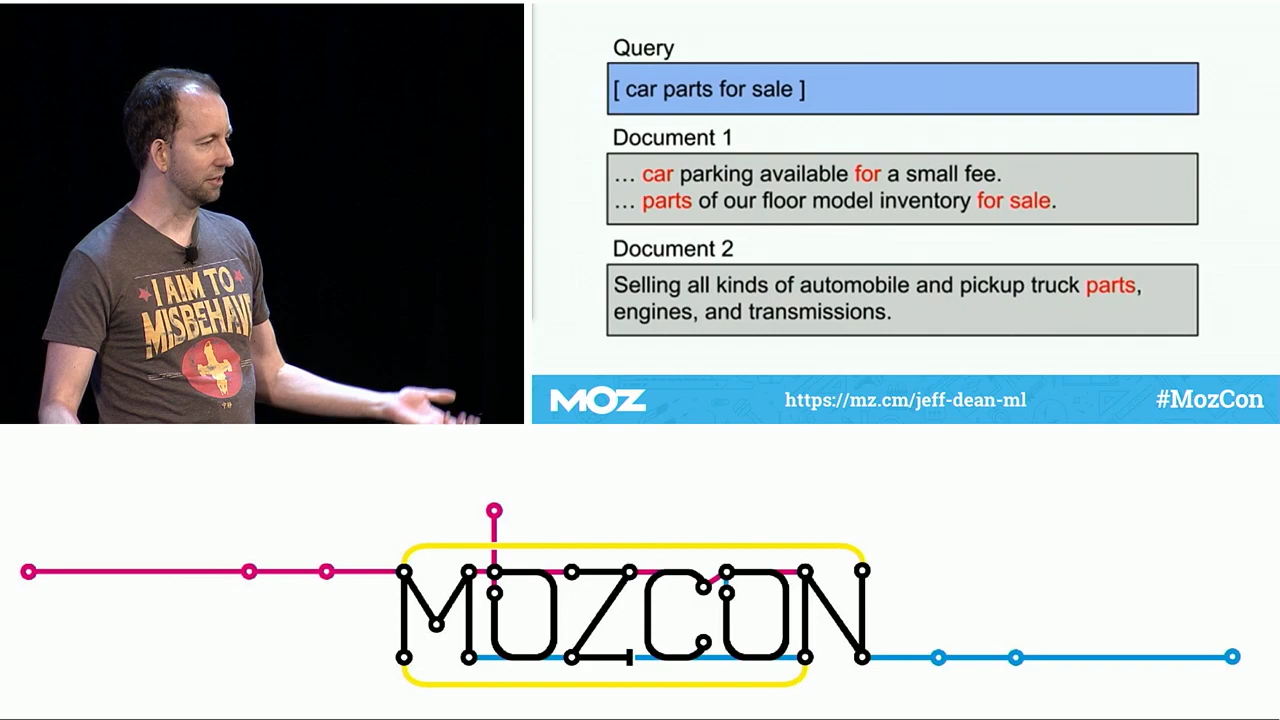 I AIM TO
MISBEHAV
Query
[ car parts for sale ]
Document 1
... car parking available for a small fee.
... parts of our floor model inventory for sale.
Document 2
Selling all kinds of automobile and pickup truck parts,
engines, and transmissions.
MOZ
https://mz.cm/jeff-dean-ml
#MozCon
MOZCON